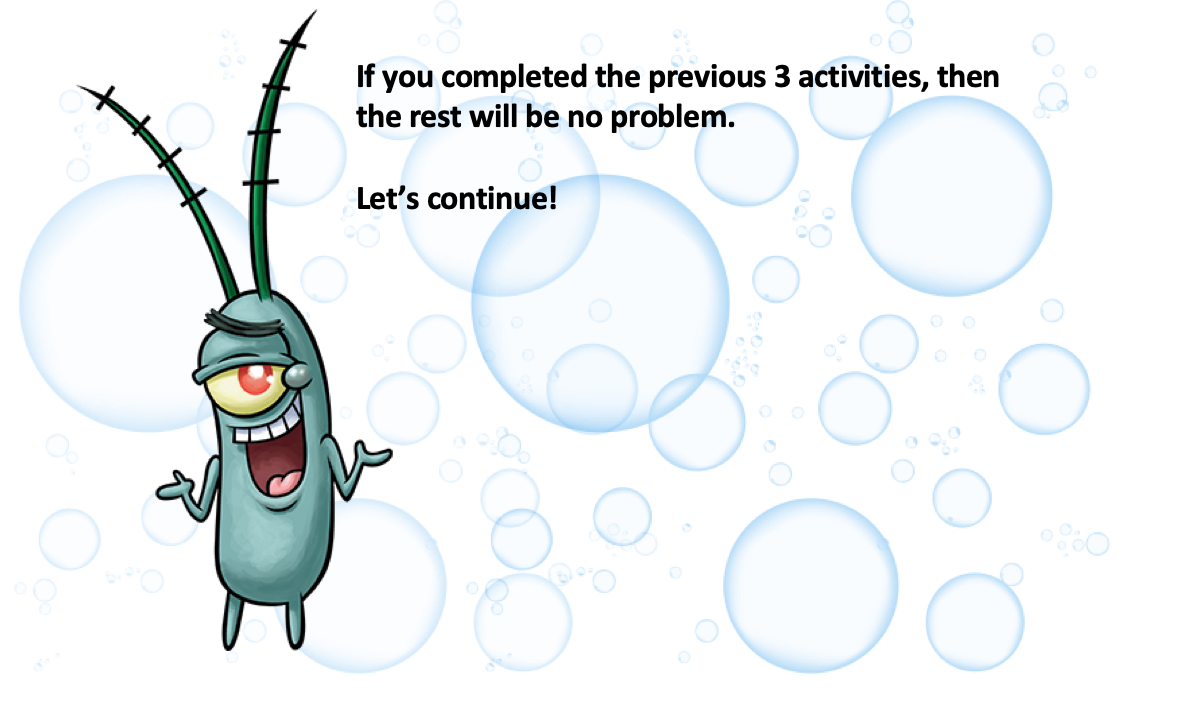 If you completed the previous 3 activities, then
the rest will be no problem.
Let’s continue!